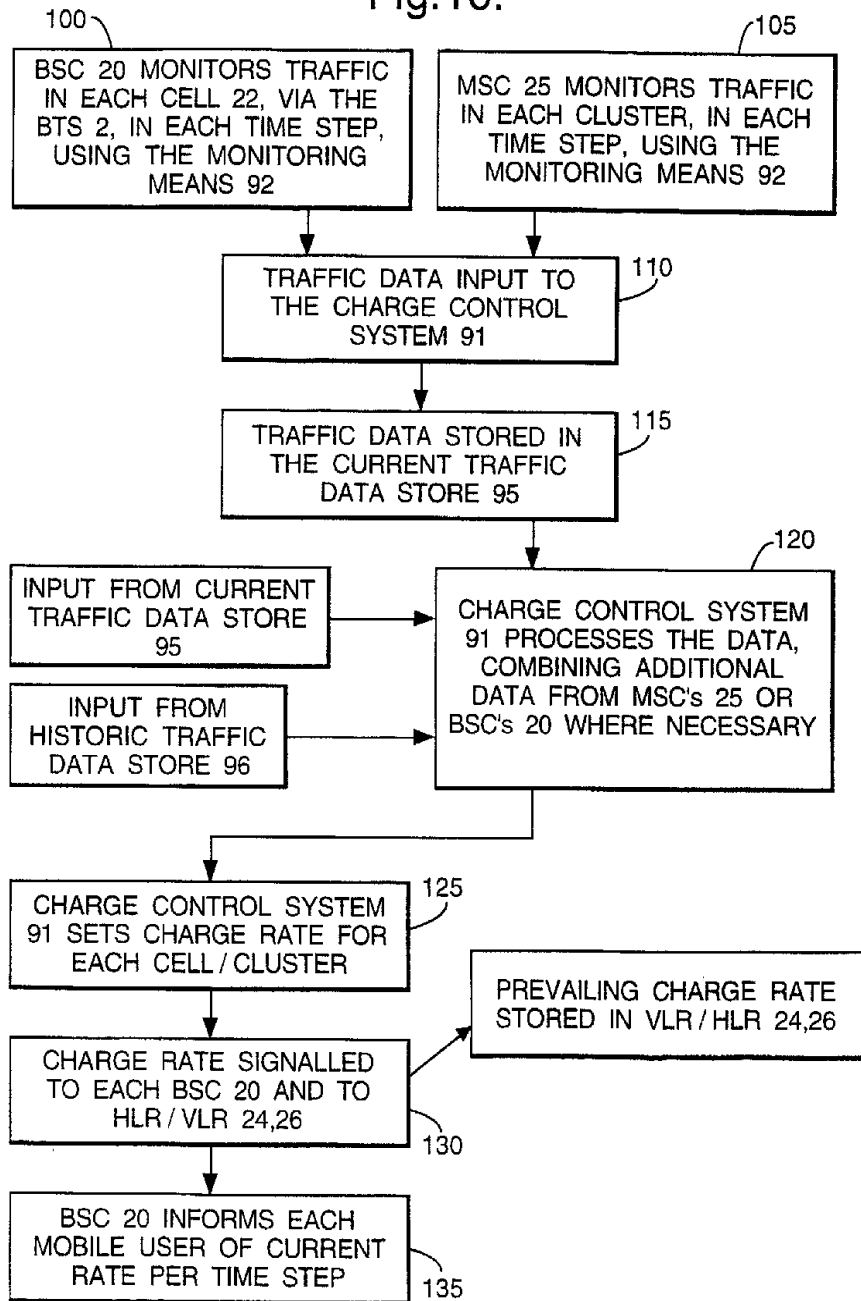 Fig.10.
100
BSC 20 MONITORS TRAFFIC
IN EACH CELL 22, VIA THE
BTS 2, IN EACH TIME STEP,
USING THE MONITORING
MEANS 92
105
MSC 25 MONITORS TRAFFIC
IN EACH CLUSTER, IN EACH
TIME STEP, USING THE
MONITORING MEANS 92
110
TRAFFIC DATA INPUT TO
THE CHARGE CONTROL
SYSTEM 91
115
TRAFFIC DATA STORED IN
THE CURRENT TRAFFIC
DATA STORE 95
120
INPUT FROM CURRENT
TRAFFIC DATA STORE
95
INPUT FROM
HISTORIC TRAFFIC
DATA STORE 96
CHARGE CONTROL SYSTEM
91 PROCESSES THE DATA,
COMBINING ADDITIONAL
DATA FROM MSC's 25 OR
BSC's 20 WHERE NECESSARY
CHARGE CONTROL SYSTEM
91 SETS CHARGE RATE FOR
EACH CELL/CLUSTER
125
PREVAILING CHARGE RATE
STORED IN VLR/HLR 24,26
CHARGE RATE SIGNALLED
TO EACH BSC 20 AND TO
HLR/VLR 24,26
130
BSC 20 INFORMS EACH
MOBILE USER OF CURRENT
RATE PER TIME STEP
135